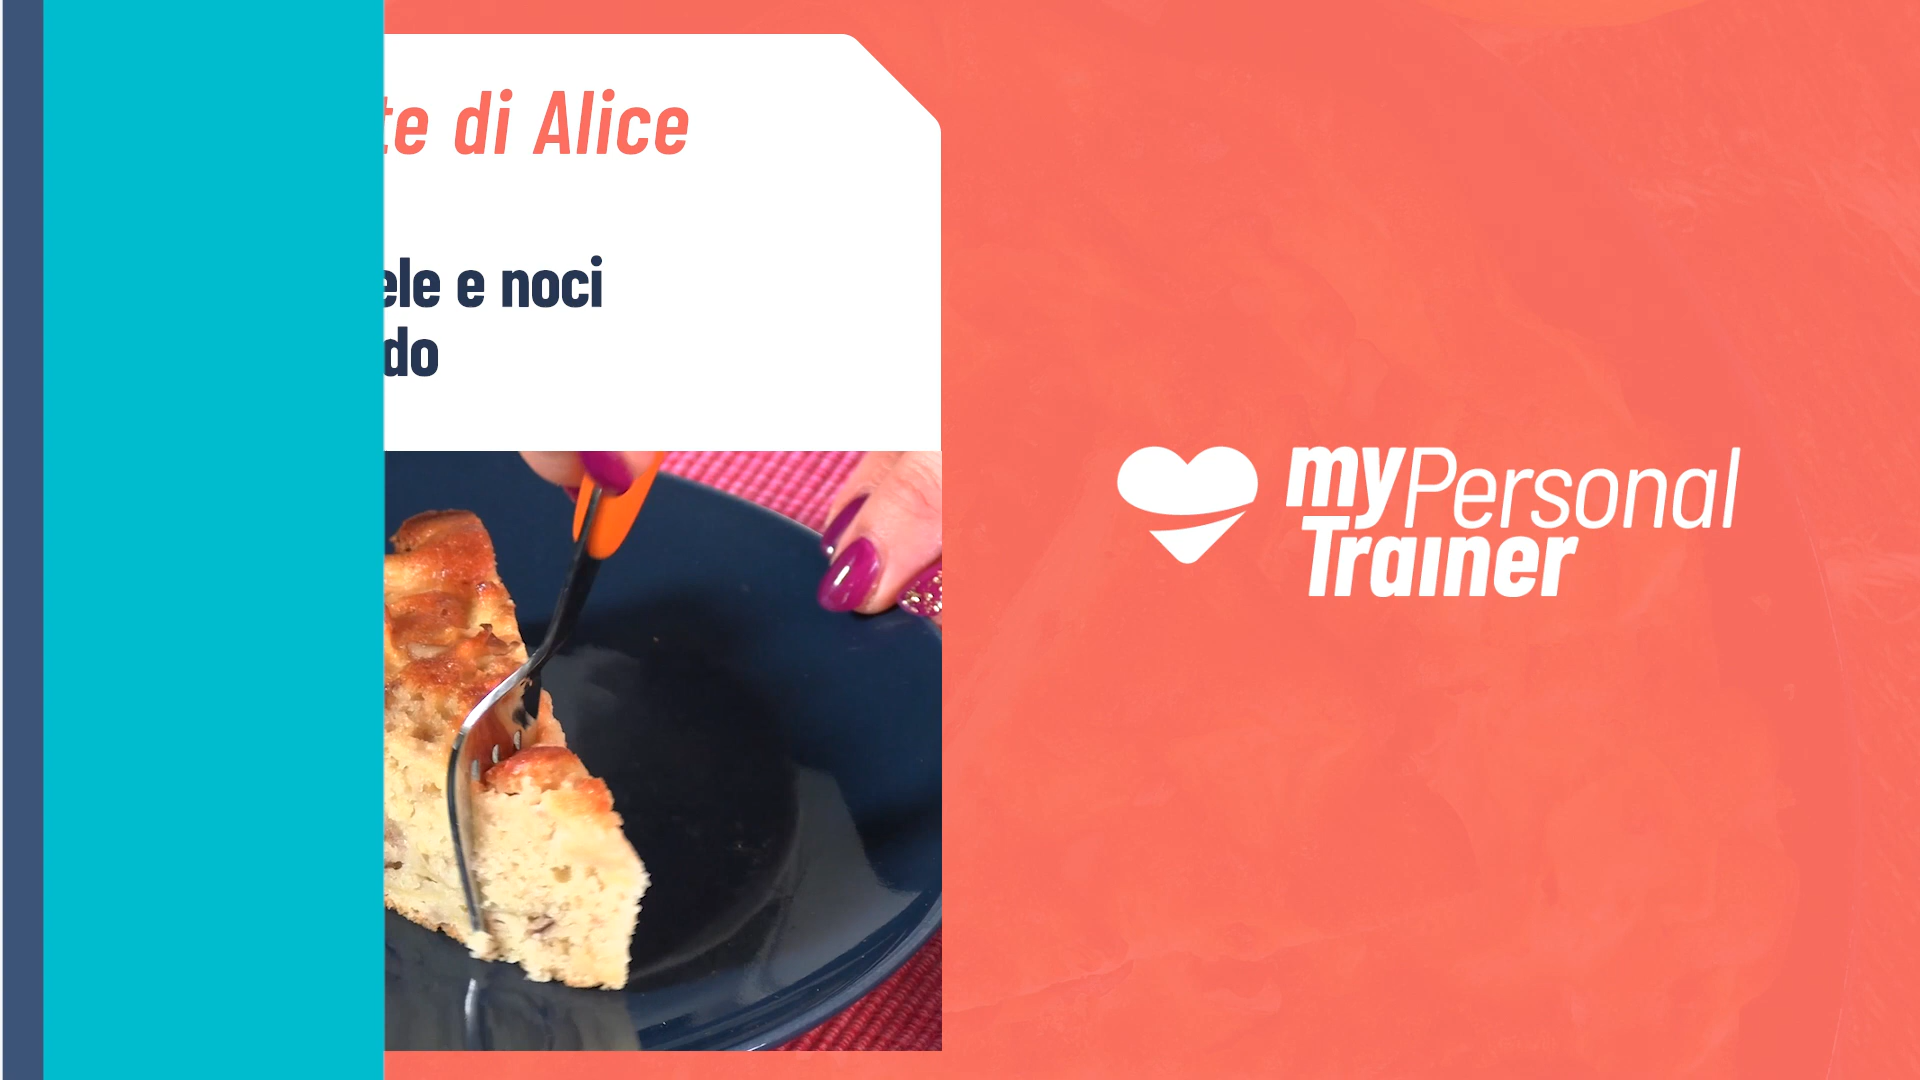 te di Alice
ele e noci
do
myPersonal
Trainer